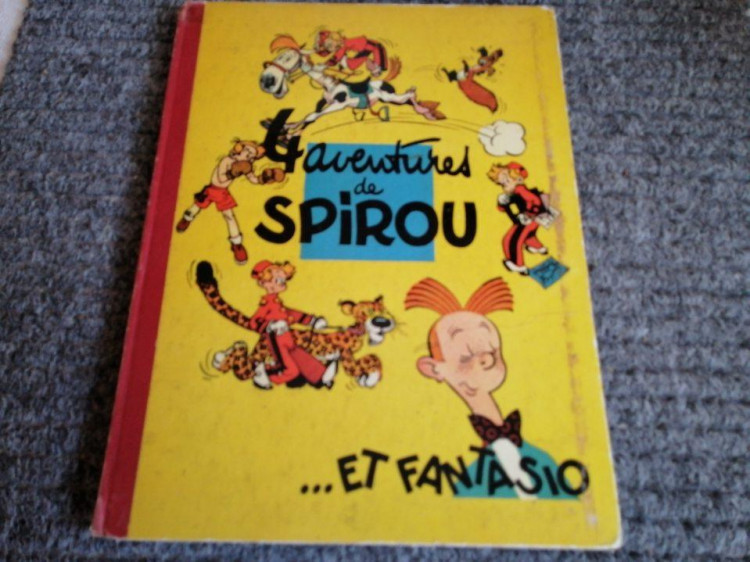 4 aventures
de
SPiROU
... ET FANTASIO